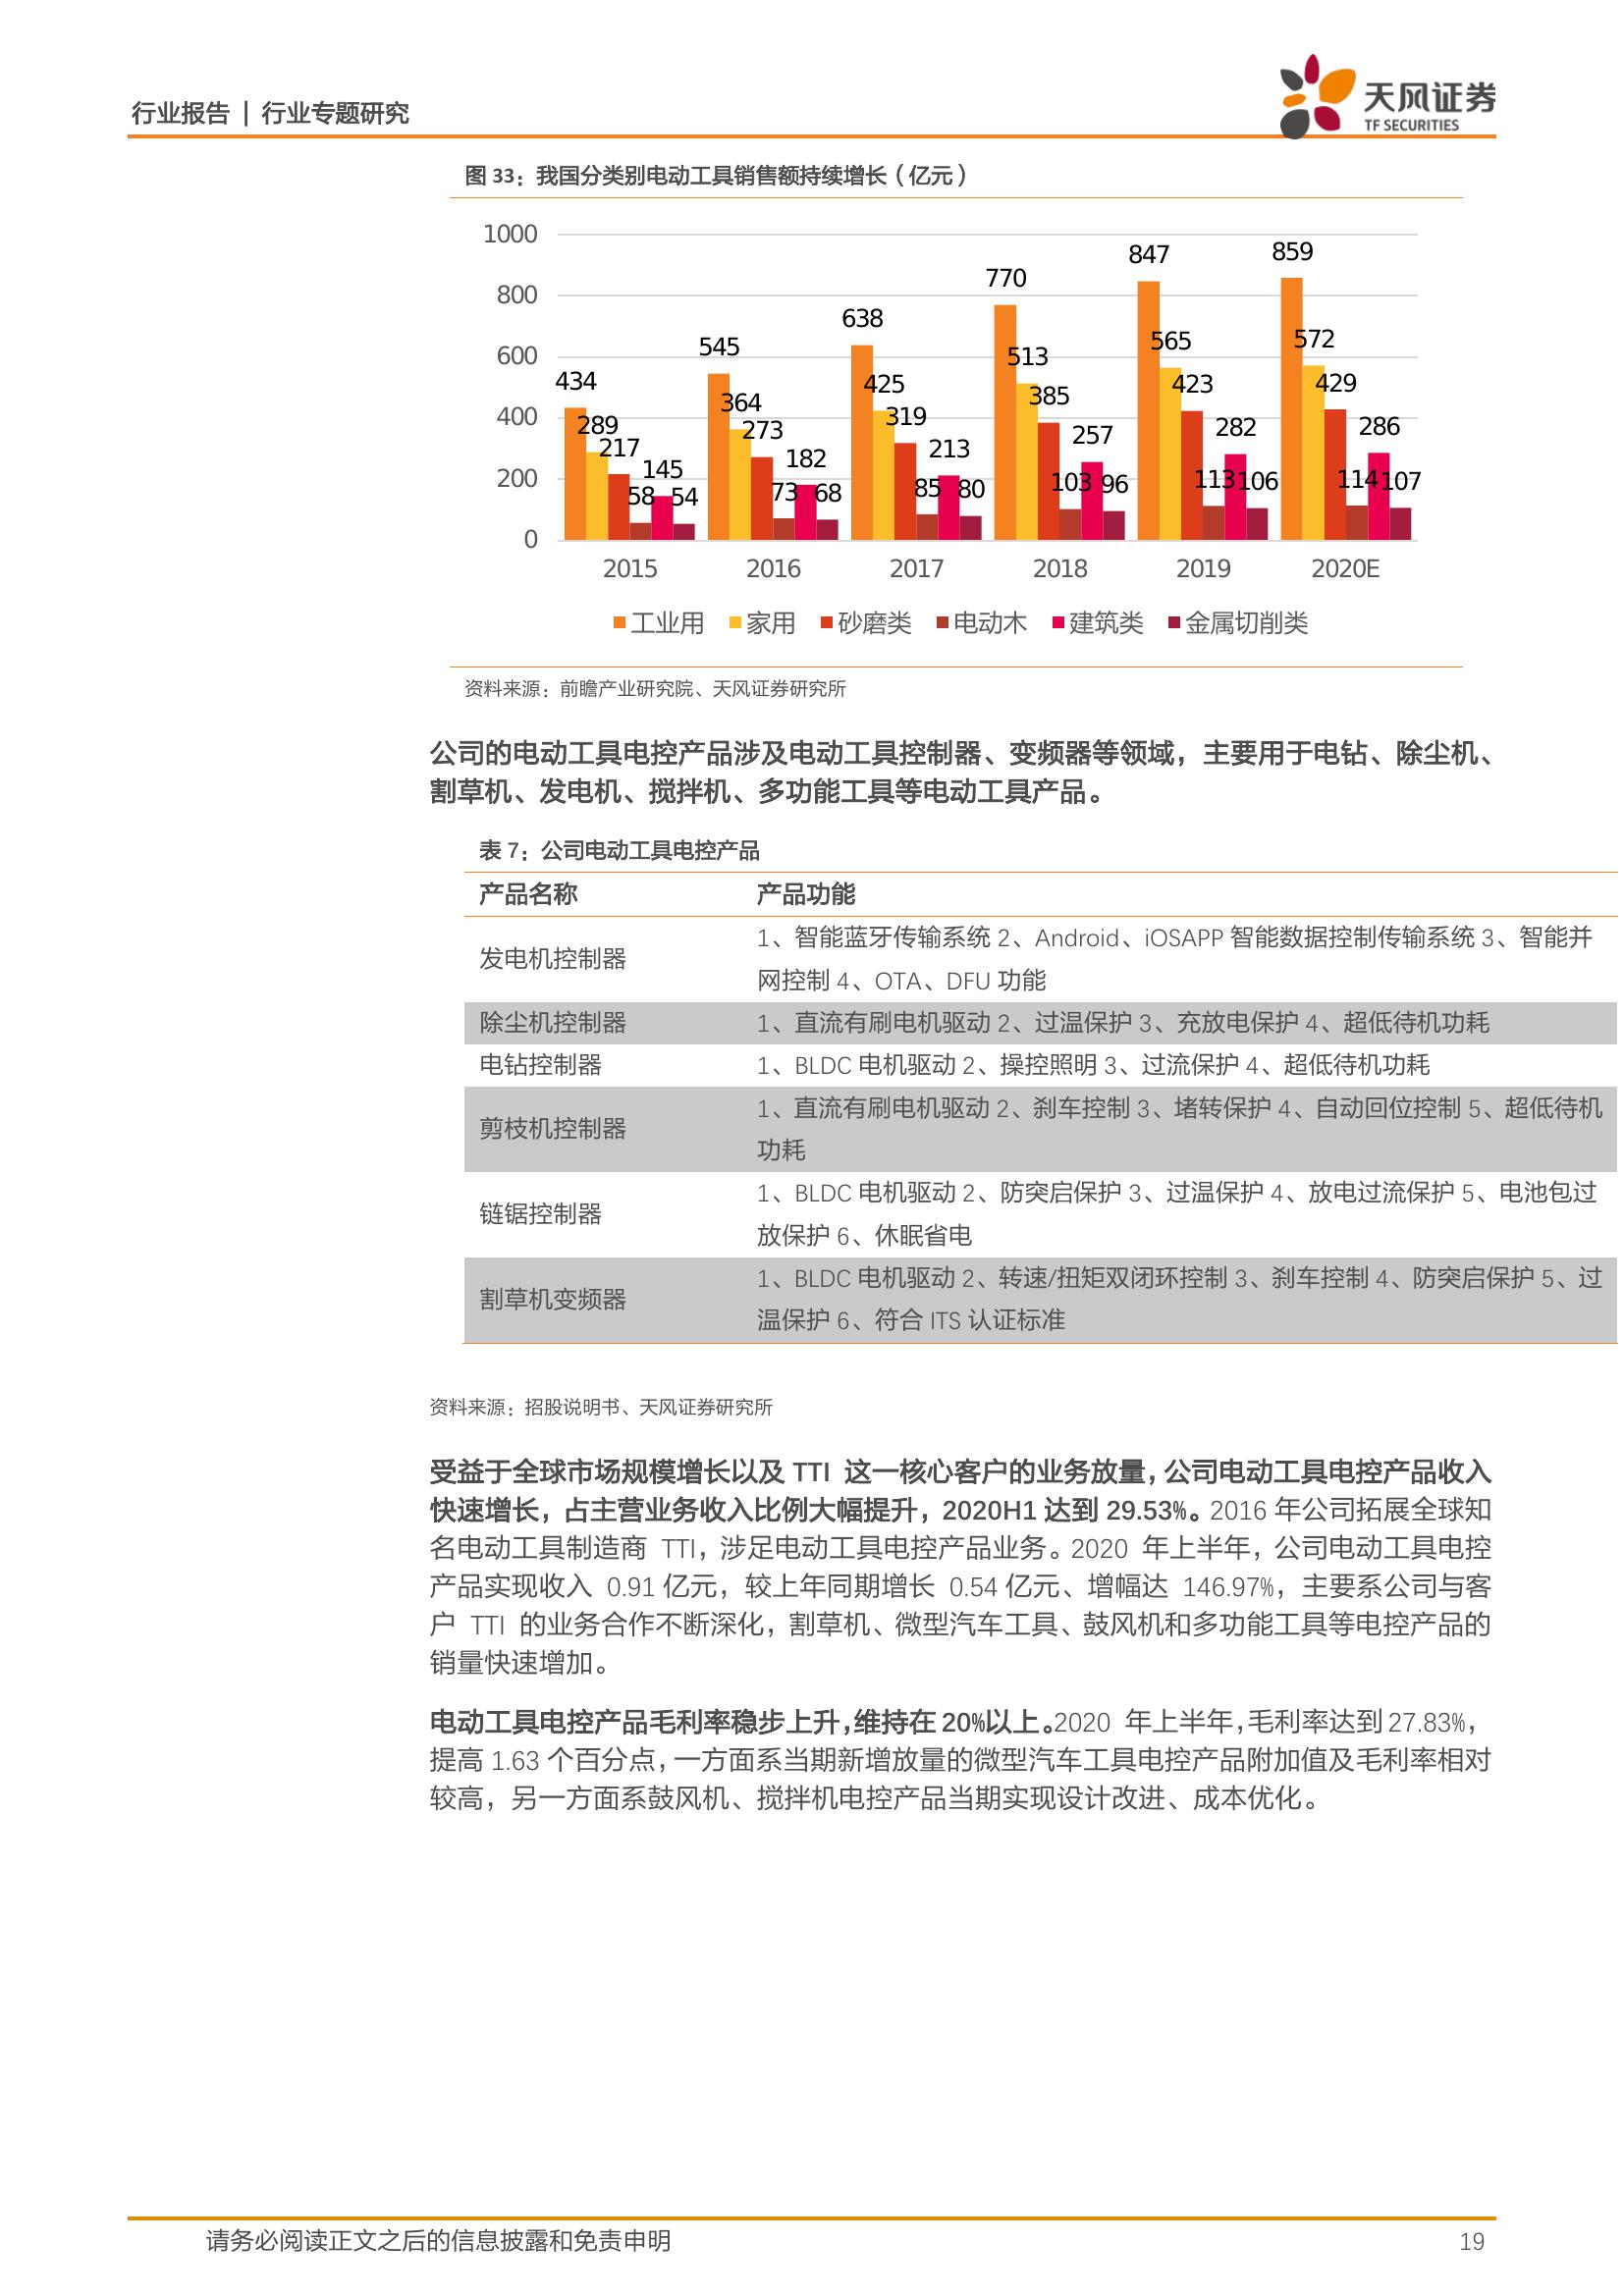 行业报告 | 行业专题研究
天风证券
TF SECURITIES
图 33：我国分类别电动工具销售额持续增长（亿元）
1000
800
600
400
200
0
434 289 217 58 145 54
545 364 273 73 182 68
638 425 319 85 213 80
770 513 385 103 257 96
847 565 423 113 282 106
859 572 429 114 286 107
2015 2016 2017 2018 2019 2020E
工业用 家用 砂磨类 电动木 建筑类 金属切削类
资料来源：前瞻产业研究院、天风证券研究所
公司的电动工具电控产品涉及电动工具控制器、变频器等领域，主要用于电钻、除尘机、
割草机、发电机、搅拌机、多功能工具等电动工具产品。
表 7：公司电动工具电控产品
产品名称 产品功能
发电机控制器 1、智能蓝牙传输系统 2、Android、iOSAPP 智能数据控制传输系统 3、智能并
网控制 4、OTA、DFU 功能
除尘机控制器 1、直流有刷电机驱动 2、过温保护 3、充放电保护 4、超低待机功耗
电钻控制器 1、BLDC 电机驱动 2、操控照明 3、过流保护 4、超低待机功耗
剪枝机控制器 1、直流有刷电机驱动 2、刹车控制 3、堵转保护 4、自动回位控制 5、超低待机
功耗
链锯控制器 1、BLDC 电机驱动 2、防突启保护 3、过温保护 4、放电过流保护 5、电池包过
放保护 6、休眠省电
割草机变频器 1、BLDC 电机驱动 2、转速/扭矩双闭环控制 3、刹车控制 4、防突启保护 5、过
温保护 6、符合 ITS 认证标准
资料来源：招股说明书、天风证券研究所
受益于全球市场规模增长以及 TTI 这一核心客户的业务放量，公司电动工具电控产品收入
快速增长，占主营业务收入比例大幅提升，2020H1 达到 29.53%。2016 年公司拓展全球知
名电动工具制造商 TTI，涉足电动工具电控产品业务。2020 年上半年，公司电动工具电控
产品实现收入 0.91 亿元，较上年同期增长 0.54 亿元、增幅达 146.97%，主要系公司与客
户 TTI 的业务合作不断深化，割草机、微型汽车工具、鼓风机和多功能工具等电控产品的
销量快速增加。
电动工具电控产品毛利率稳步上升，维持在 20%以上。2020 年上半年，毛利率达到 27.83%，
提高 1.63 个百分点，一方面系当期新增放量的微型汽车工具电控产品附加值及毛利率相对
较高，另一方面系鼓风机、搅拌机电控产品当期实现设计改进、成本优化。
请务必阅读正文之后的信息披露和免责申明 19